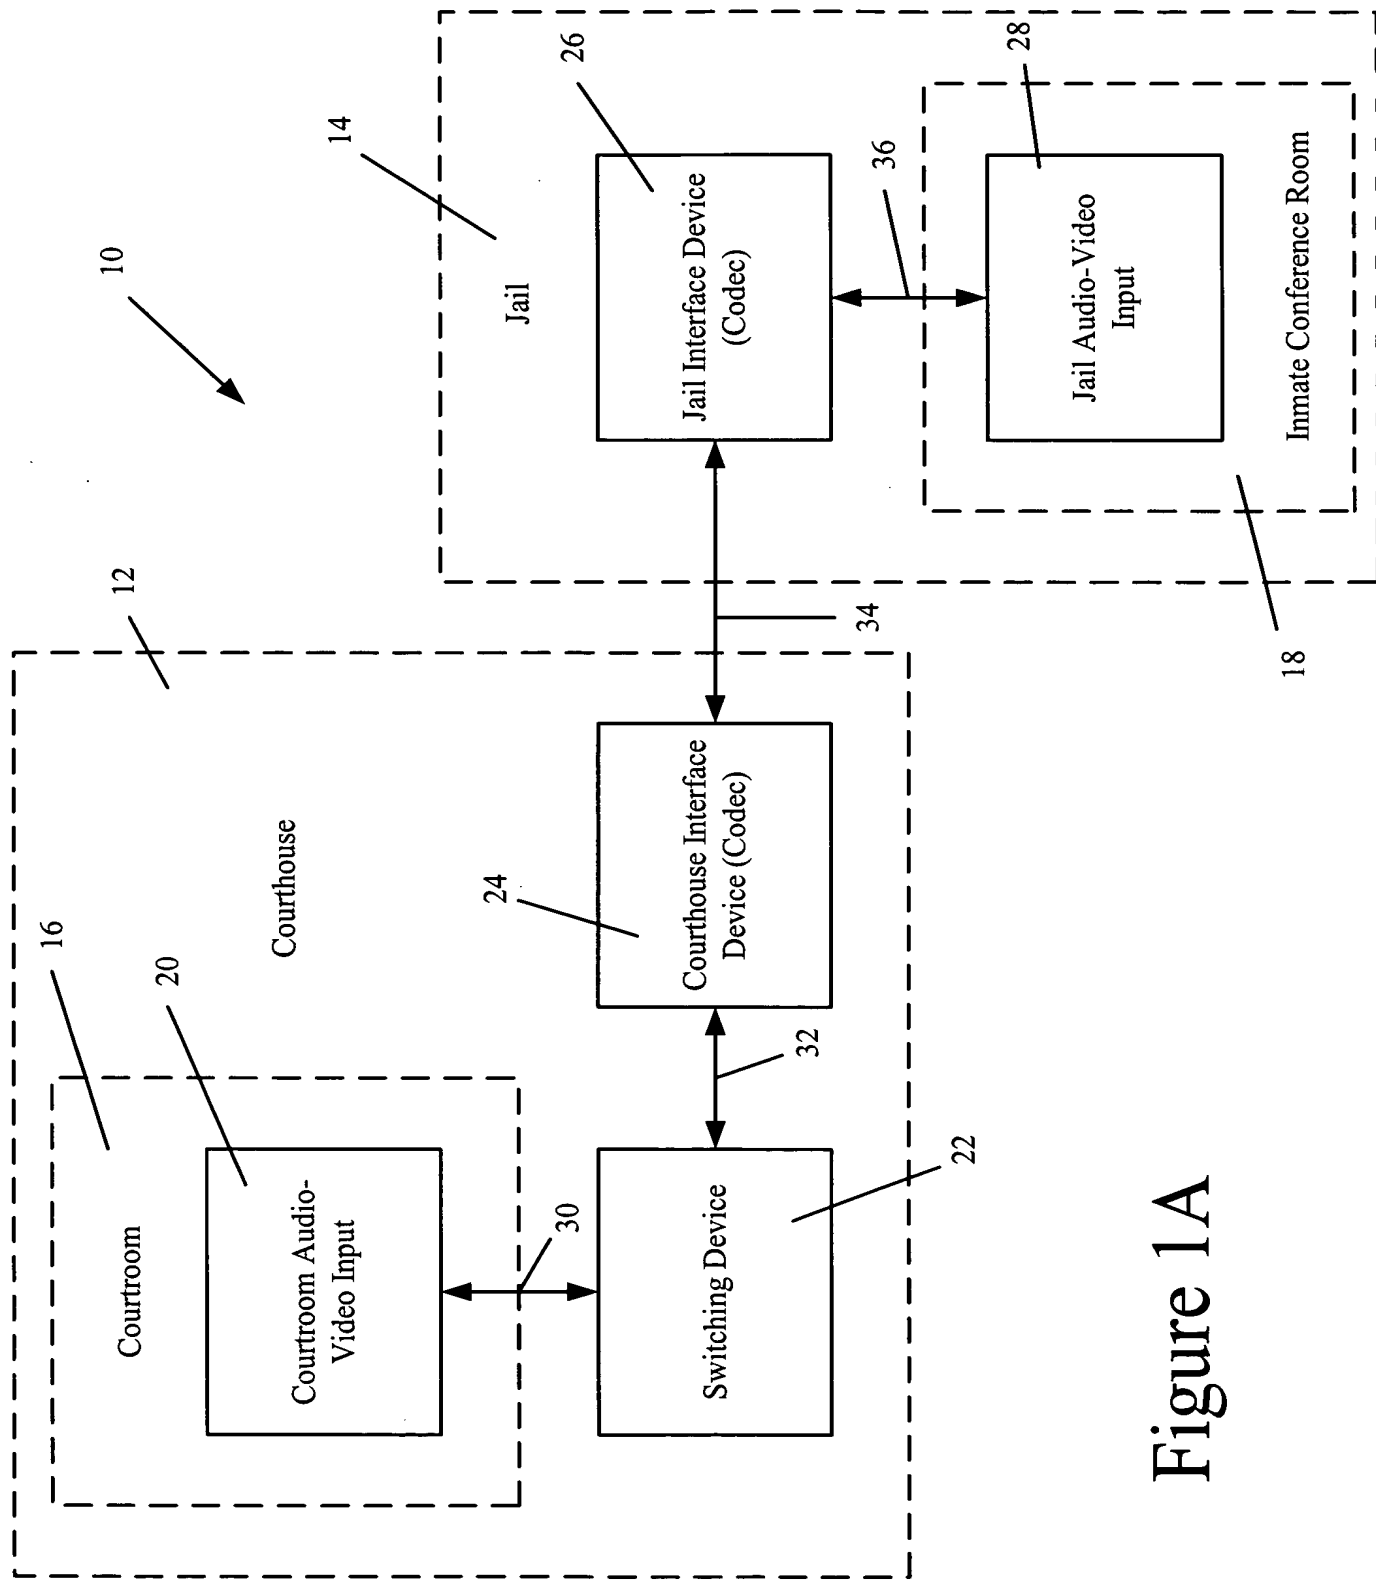 10
12
Courthouse
16
Courtroom
20
Courtroom Audio-
Video Input
30
Switching Device
22
32
24
Courthouse Interface
Device (Codec)
34
14
Jail
26
Jail Interface Device
(Codec)
36
28
Jail Audio-Video
Input
Inmate Conference Room
18
Figure 1A